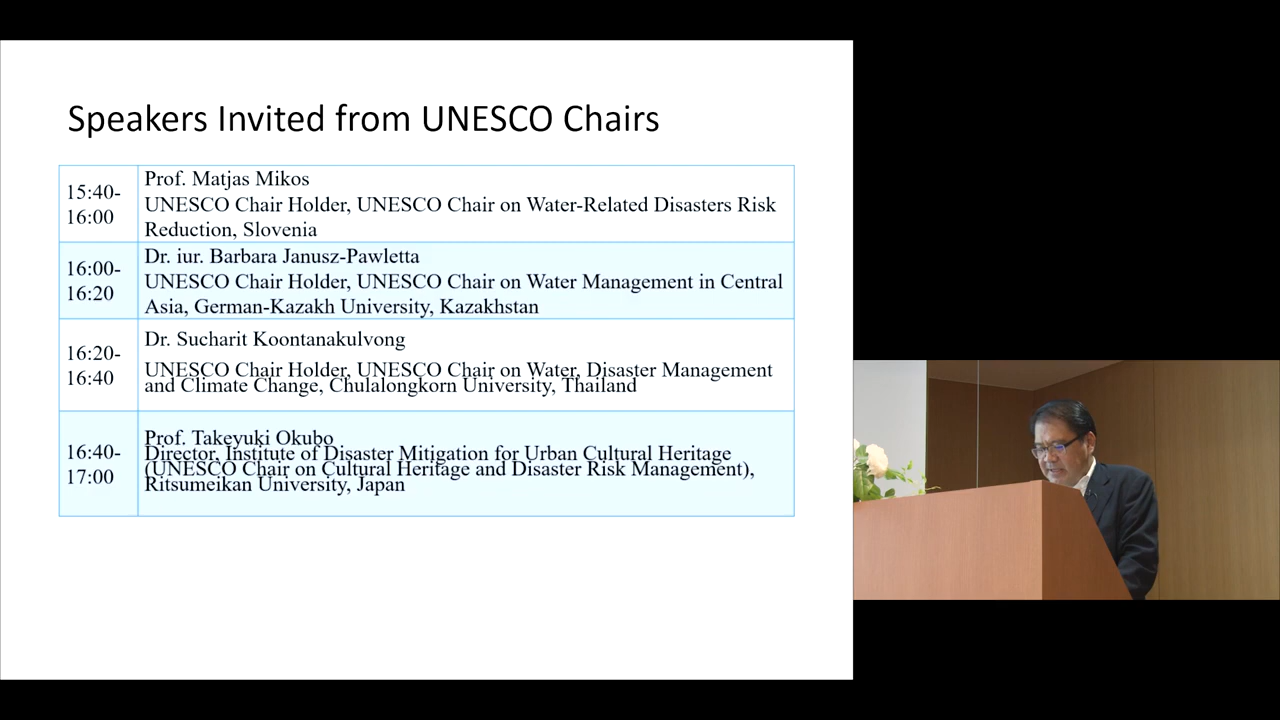 Speakers Invited from UNESCO Chairs
15:40-
16:00
Prof. Matjas Mikos
UNESCO Chair Holder, UNESCO Chair on Water-Related Disasters Risk
Reduction, Slovenia
16:00-
16:20
Dr. iur. Barbara Janusz-Pawletta
UNESCO Chair Holder, UNESCO Chair on Water Management in Central
Asia, German-Kazakh University, Kazakhstan
16:20-
16:40
Dr. Sucharit Koontanakulvong
UNESCO Chair Holder, UNESCO Chair on Water, Disaster Management
and Climate Change, Chulalongkorn University, Thailand
16:40-
17:00
Prof. Takeyuki Okubo
Director, Institute of Disaster Mitigation for Urban Cultural Heritage
(UNESCO Chair on Cultural Heritage and Disaster Risk Management),
Ritsumeikan University, Japan